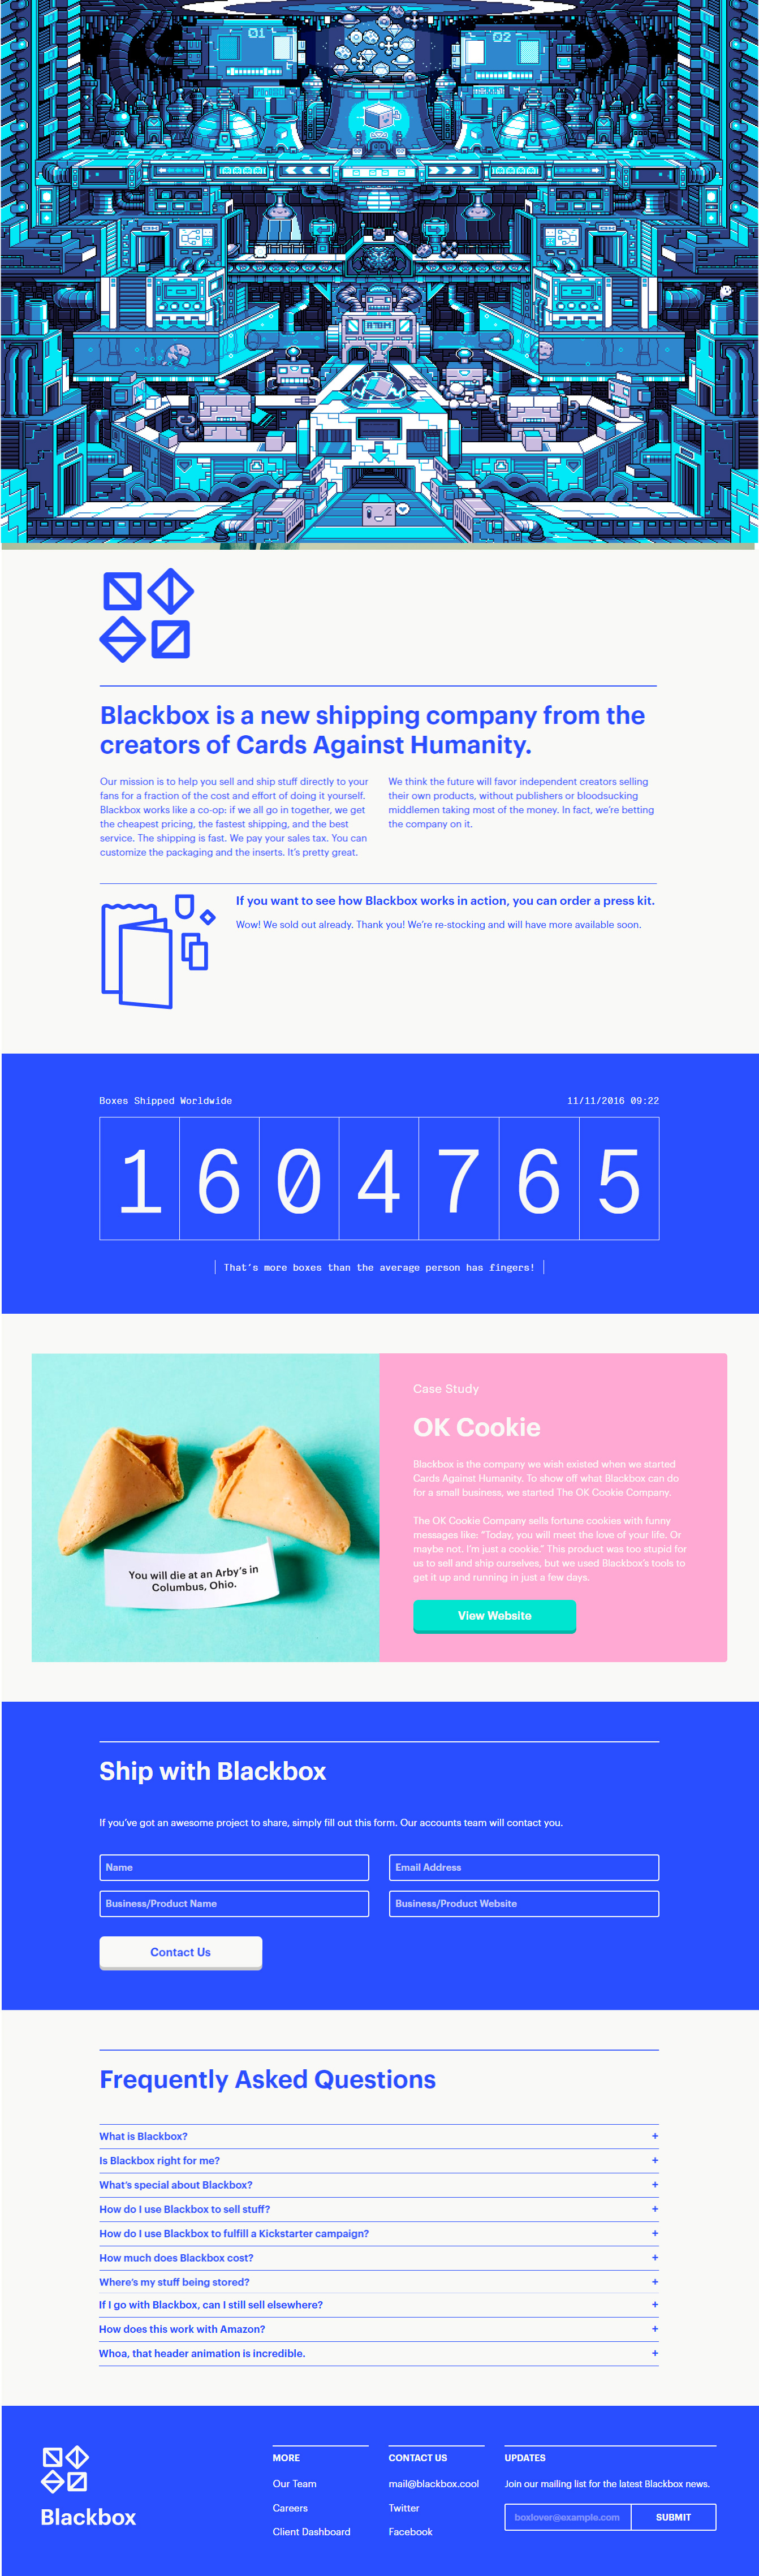 01
02
ATOM
Blackbox is a new shipping company from the
creators of Cards Against Humanity.
Our mission is to help you sell and ship stuff directly to your
fans for a fraction of the cost and effort of doing it yourself.
Blackbox works like a co-op: if we all go in together, we get
the cheapest pricing, the fastest shipping, and the best
service. The shipping is fast. We pay your sales tax. You can
customize the packaging and the inserts. It's pretty great.
We think the future will favor independent creators selling
their own products, without publishers or bloodsucking
middlemen taking most of the money. In fact, we're betting
the company on it.
If you want to see how Blackbox works in action, you can order a press kit.
Wow! We sold out already. Thank you! We're re-stocking and will have more available soon.
Boxes Shipped Worldwide
11/11/2016 09:22
1604765
That's more boxes than the average person has fingers!
You will die at an Arby's in
Columbus, Ohio.
Case Study
OK Cookie
Blackbox is the company we wish existed when we started
Cards Against Humanity. To show off what Blackbox can do
for a small business, we started The OK Cookie Company.
The OK Cookie Company sells fortune cookies with funny
messages like: "Today, you will meet the love of your life. Or
maybe not. I'm just a cookie." This product was too stupid for
us to sell and ship ourselves, but we used Blackbox's tools to
get it up and running in just a few days.
View Website
Ship with Blackbox
If you've got an awesome project to share, simply fill out this form. Our accounts team will contact you.
Name
Email Address
Business/Product Name
Business/Product Website
Contact Us
Frequently Asked Questions
What is Blackbox? +
Is Blackbox right for me? +
What's special about Blackbox? +
How do I use Blackbox to sell stuff? +
How do I use Blackbox to fulfill a Kickstarter campaign? +
How much does Blackbox cost? +
Where's my stuff being stored? +
If I go with Blackbox, can I still sell elsewhere? +
How does this work with Amazon? +
Whoa, that header animation is incredible. +
Blackbox
MORE
Our Team
Careers
Client Dashboard
CONTACT US
mail@blackbox.cool
Twitter
Facebook
UPDATES
Join our mailing list for the latest Blackbox news.
boxlover@example.com
SUBMIT